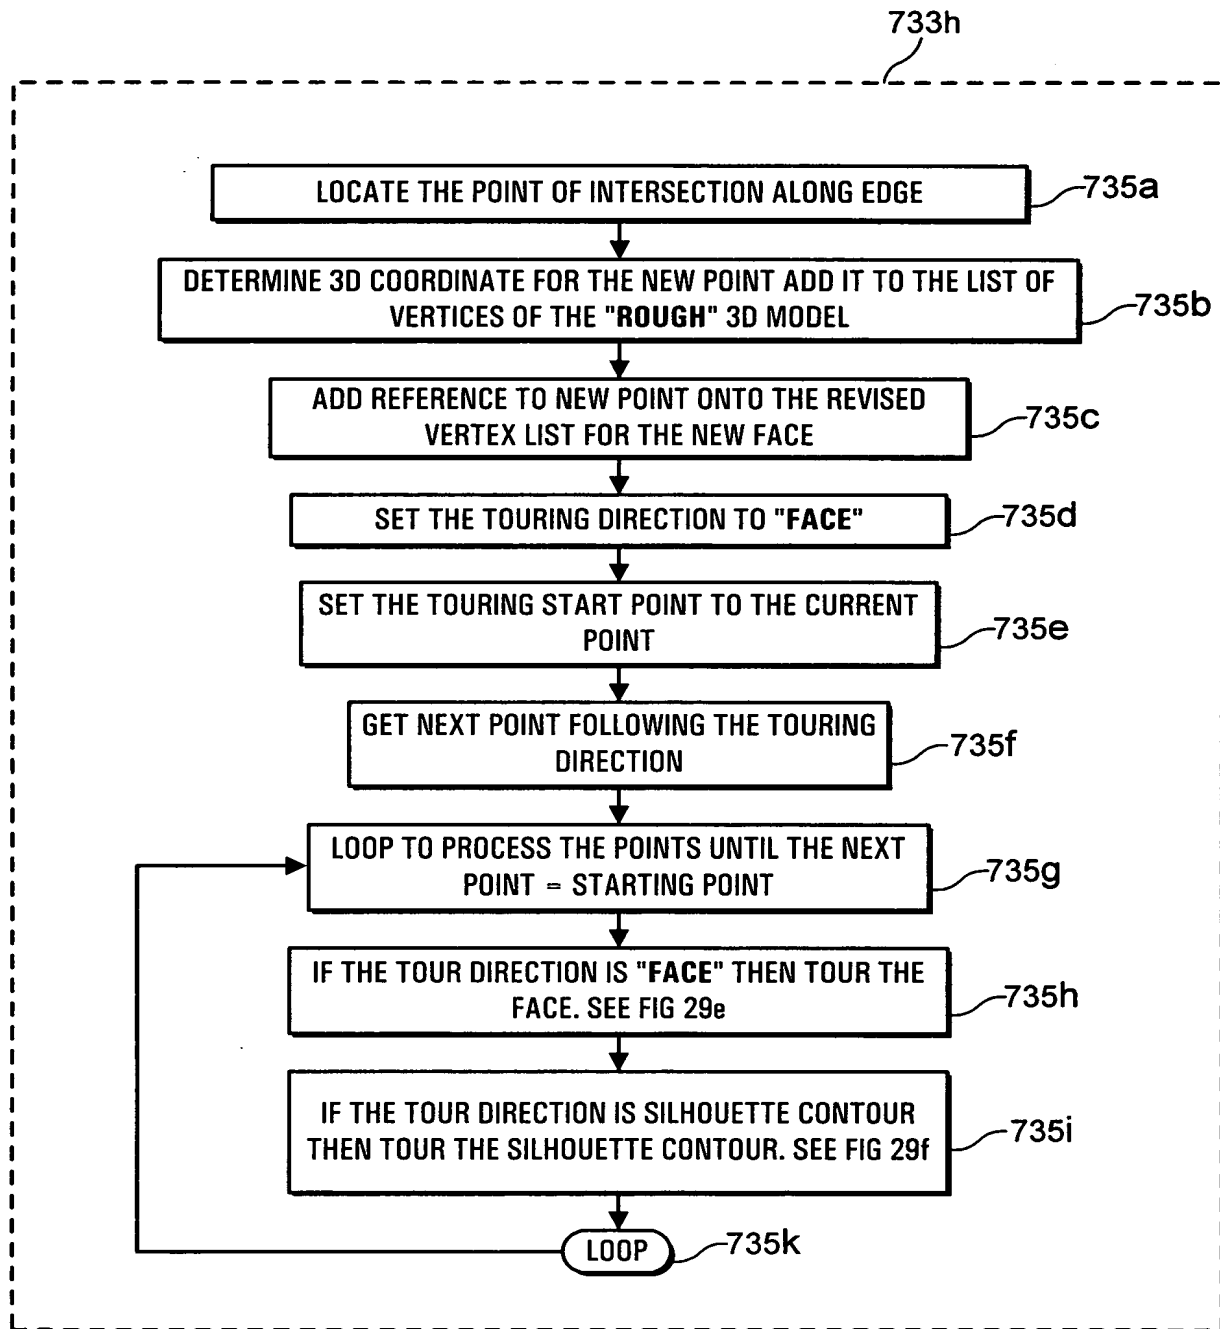 733h
LOCATE THE POINT OF INTERSECTION ALONG EDGE
735a
DETERMINE 3D COORDINATE FOR THE NEW POINT ADD IT TO THE LIST OF
VERTICES OF THE "ROUGH" 3D MODEL
735b
ADD REFERENCE TO NEW POINT ONTO THE REVISED
VERTEX LIST FOR THE NEW FACE
735c
SET THE TOURING DIRECTION TO "FACE"
735d
SET THE TOURING START POINT TO THE CURRENT
POINT
735e
GET NEXT POINT FOLLOWING THE TOURING
DIRECTION
735f
LOOP TO PROCESS THE POINTS UNTIL THE NEXT
POINT = STARTING POINT
735g
IF THE TOUR DIRECTION IS "FACE" THEN TOUR THE
FACE. SEE FIG 29e
735h
IF THE TOUR DIRECTION IS SILHOUETTE CONTOUR
THEN TOUR THE SILHOUETTE CONTOUR. SEE FIG 29f
735i
LOOP
735k